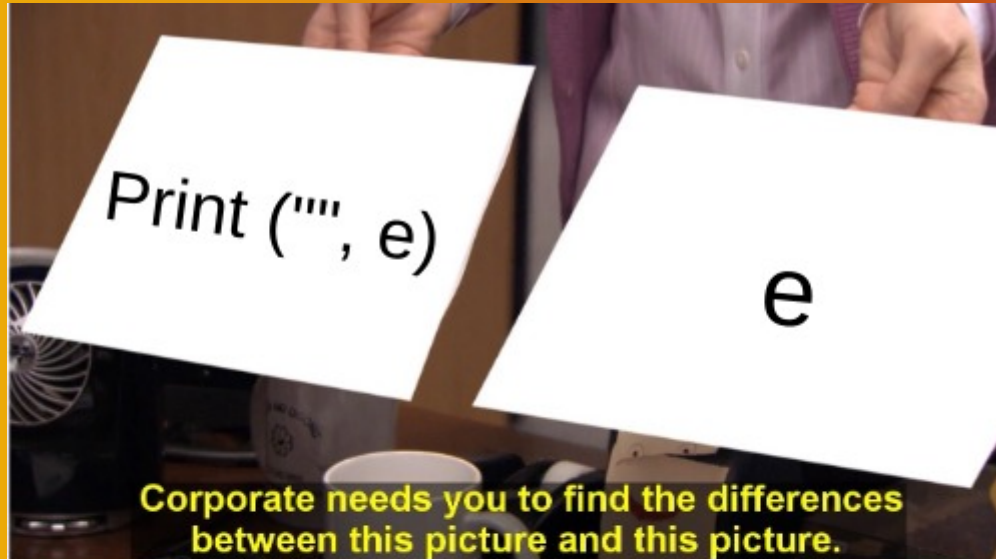 Print ("", e)
e
Corporate needs you to find the differences
between this picture and this picture.